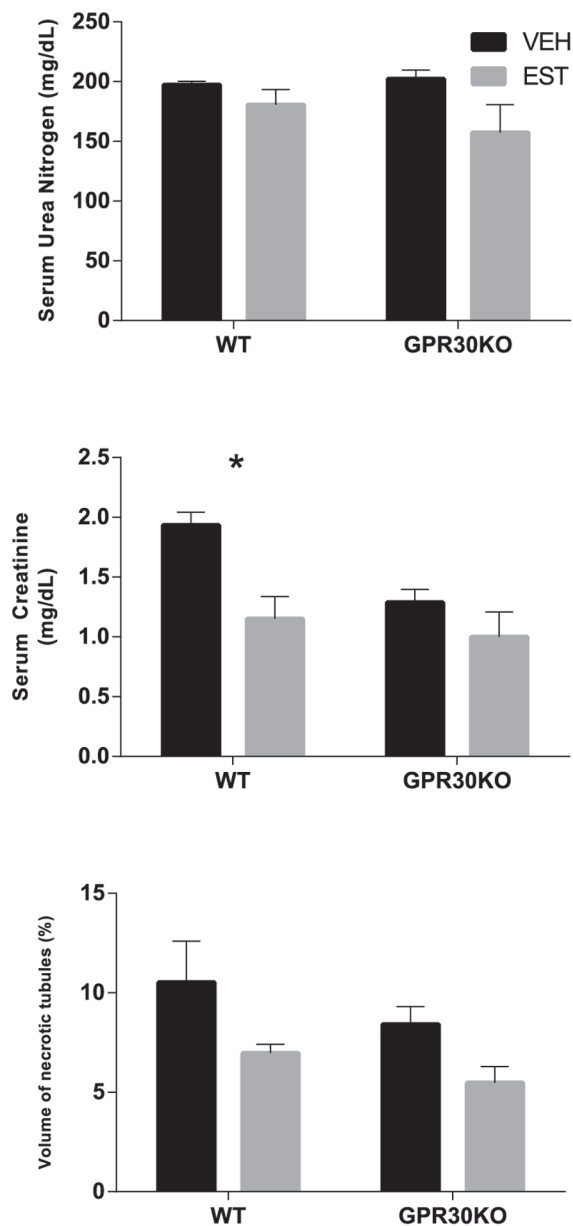 Serum Urea Nitrogen (mg/dL)
250
200
150
100
50
0
VEH
EST
WT GPR30KO
Serum Creatinine
(mg/dL)
2.5
2.0
1.5
1.0
0.5
0.0
*
WT GPR30KO
Volume of necrotic tubules (%)
15
10
5
0
WT GPR30KO